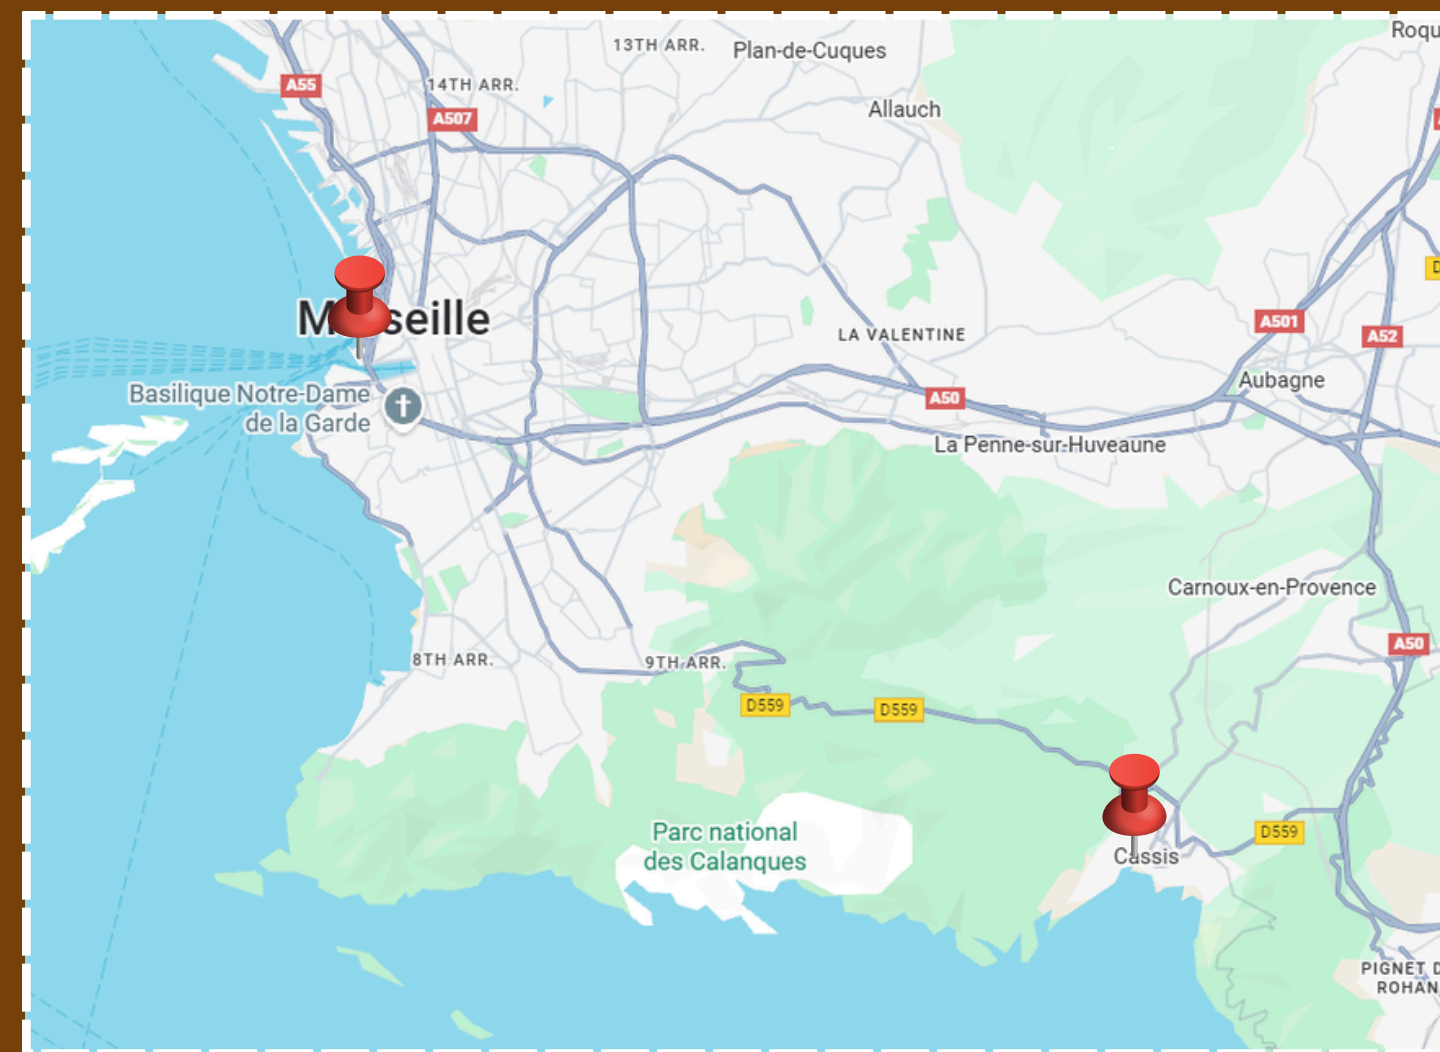 Roqu
13TH ARR.
Plan-de-Cuques
A55
14TH ARR.
Allauch
A507
Marseille
A501
LA VALENTINE
A52
Aubagne
Basilique Notre-Dame
de la Garde
A50
La Penne-sur-Huveaune
Carnoux-en-Provence
A50
8TH ARR.
9TH ARR.
D559
D559
Parc national
des Calanques
D559
Cassis
PIGNET D
ROHAN